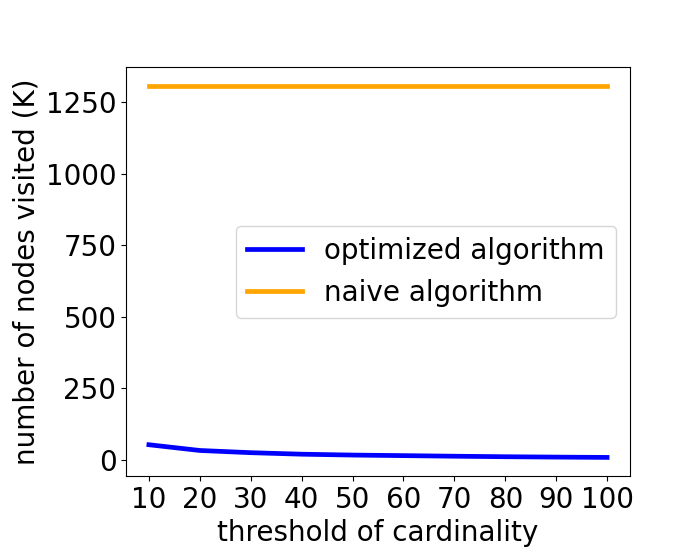 number of nodes visited (K)
1250
1000
750
500
250
0
optimized algorithm
naive algorithm
10 20 30 40 50 60 70 80 90 100
threshold of cardinality